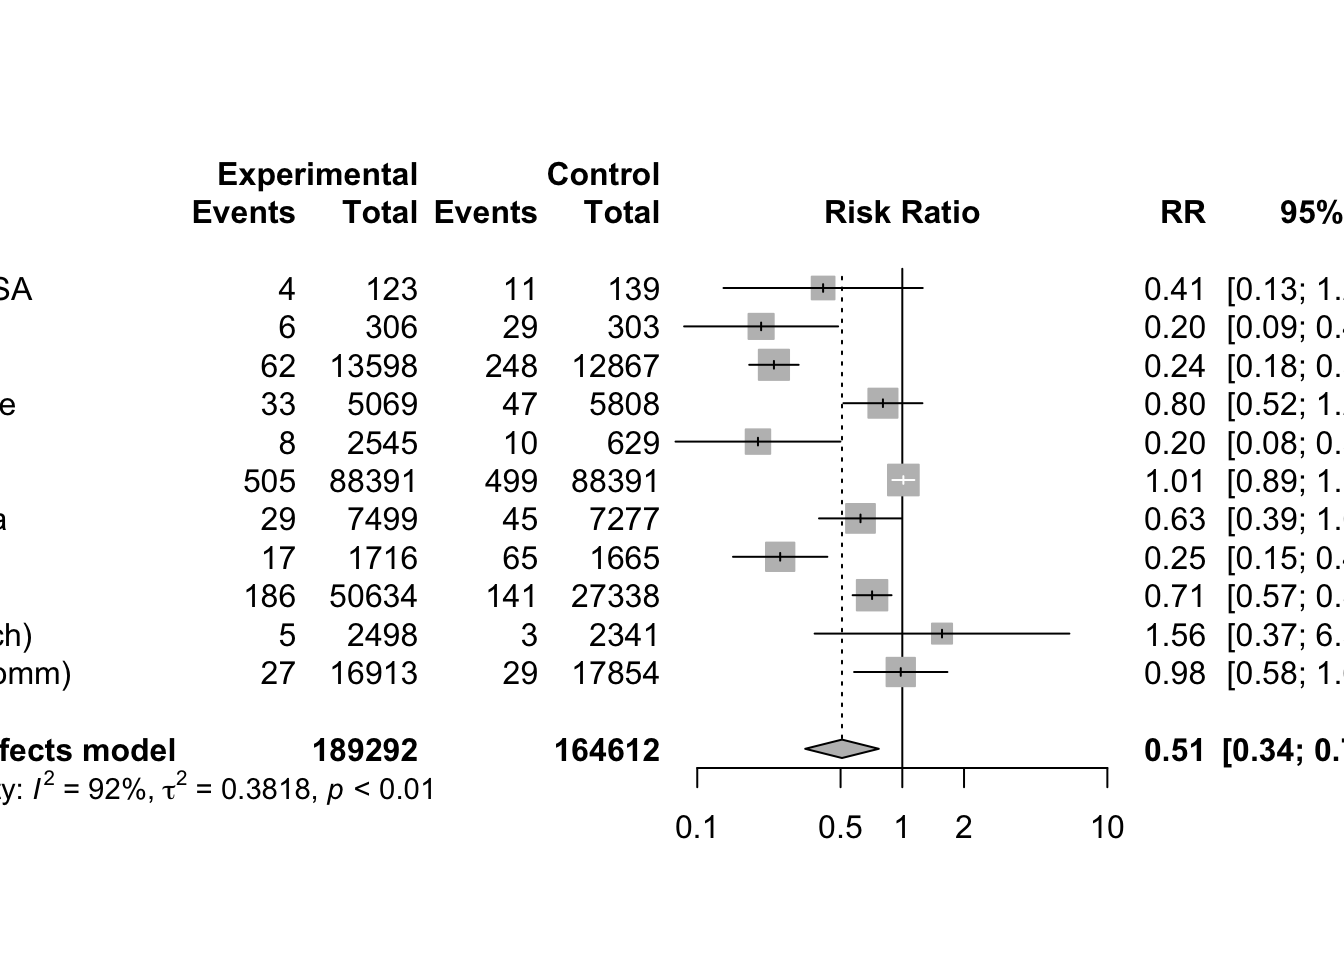 Experimental Control
Events Total Events Total Risk Ratio RR 95%
SA 4 123 11 139 0.41 [0.13; 1.
6 306 29 303 0.20 [0.09; 0.
62 13598 248 12867 0.24 [0.18; 0.
e 33 5069 47 5808 0.80 [0.52; 1.
8 2545 10 629 0.20 [0.08; 0.
505 88391 499 88391 1.01 [0.89; 1.
a 29 7499 45 7277 0.63 [0.39; 1.
17 1716 65 1665 0.25 [0.15; 0.
186 50634 141 27338 0.71 [0.57; 0.
ch) 5 2498 3 2341 1.56 [0.37; 6.
omm) 27 16913 29 17854 0.98 [0.58; 1.
fects model 189292 164612 0.51 [0.34; 0.
ty: I² = 92%, τ² = 0.3818, p < 0.01
0.1 0.5 1 2 10